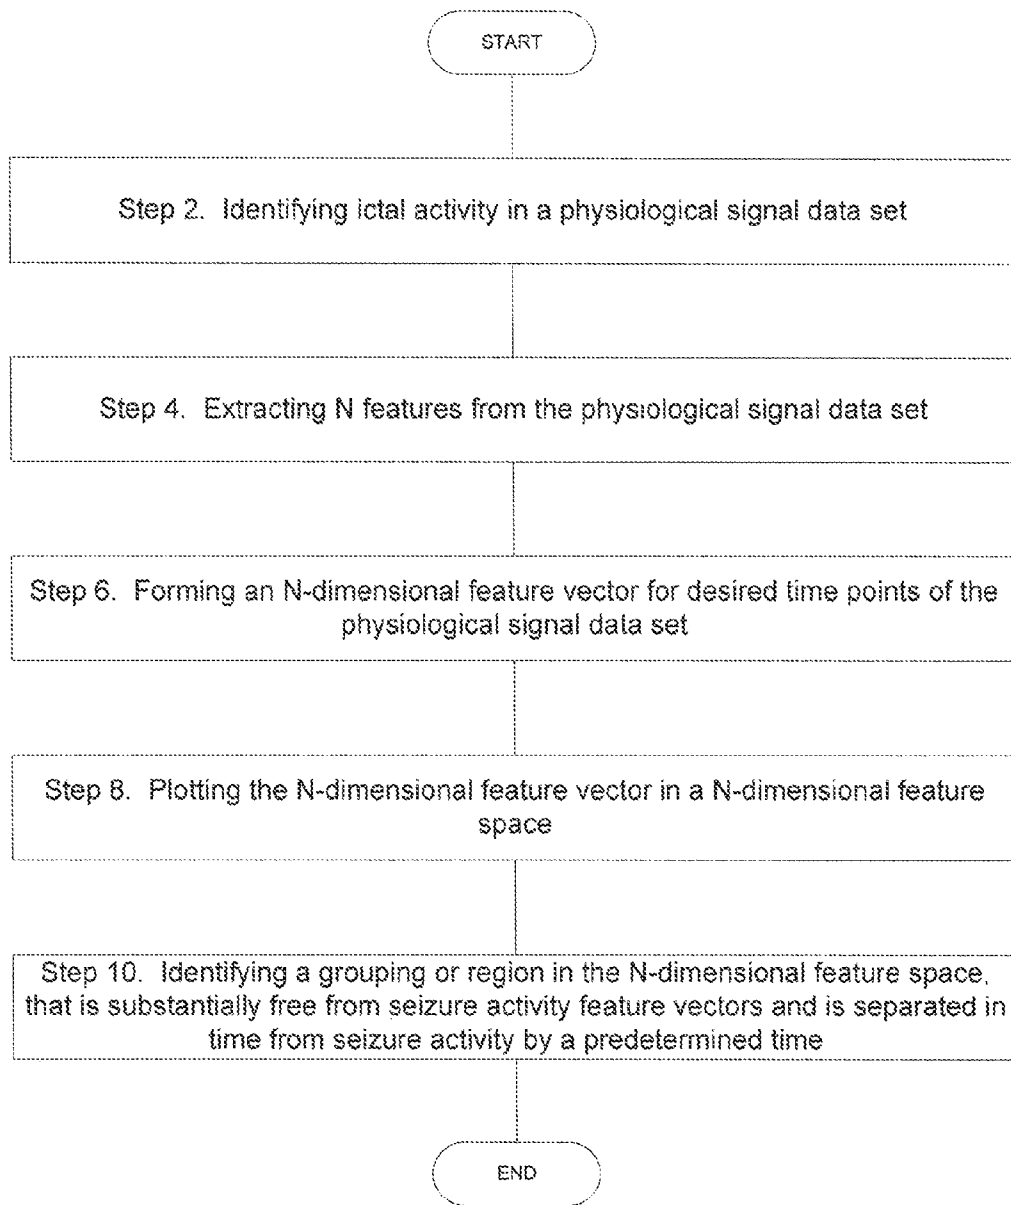 START
Step 2. Identifying ictal activity in a physiological signal data set
Step 4. Extracting N features from the physiological signal data set
Step 6. Forming an N-dimensional feature vector for desired time points of the
physiological signal data set
Step 8. Plotting the N-dimensional feature vector in a N-dimensional feature
space
Step 10. Identifying a grouping or region in the N-dimensional feature space,
that is substantially free from seizure activity feature vectors and is separated in
time from seizure activity by a predetermined time
END